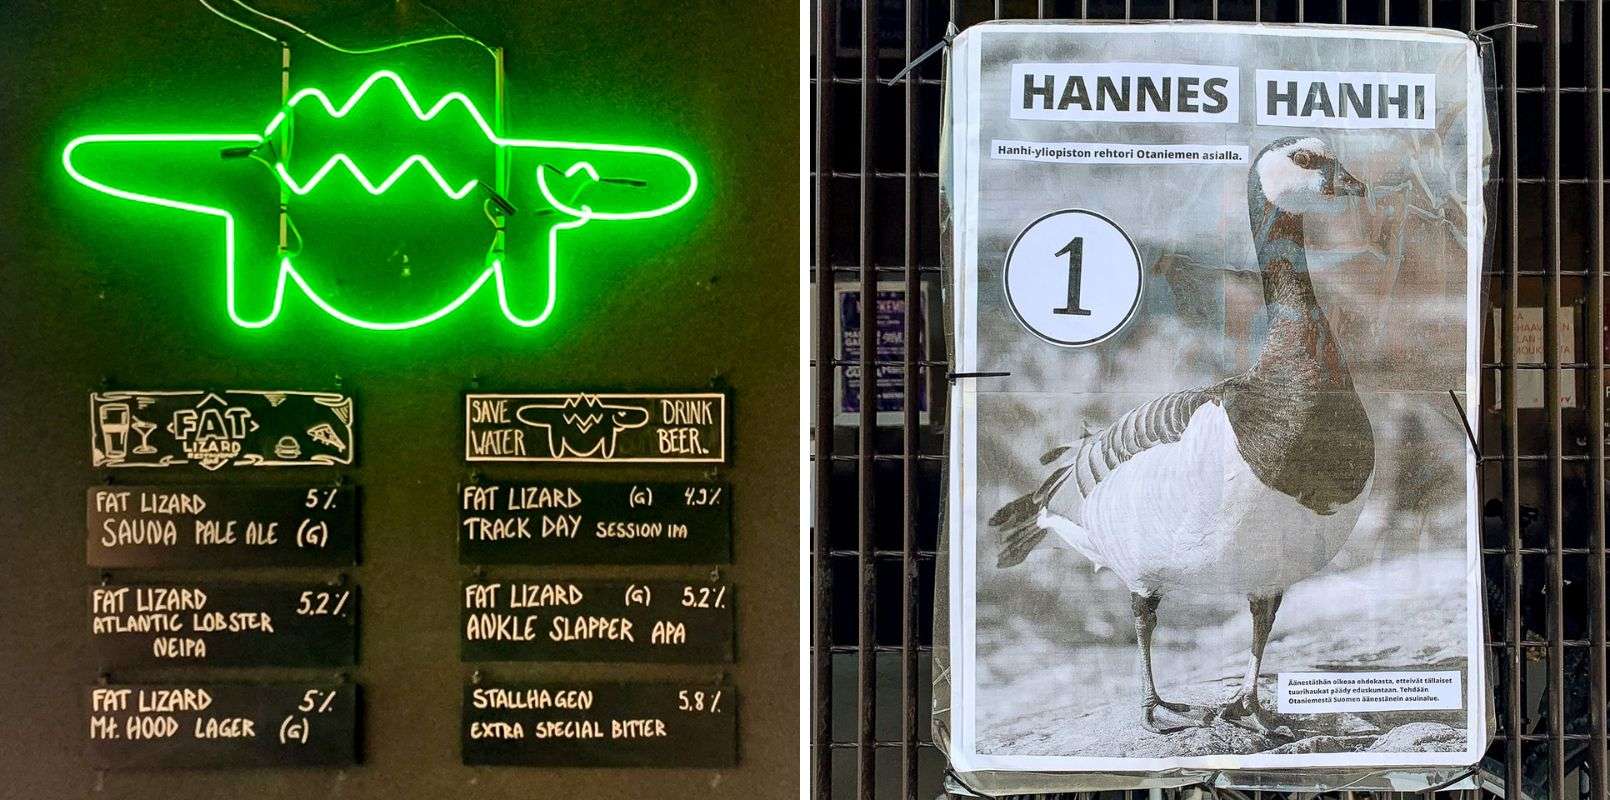 FAT
LIZARD
SAVE
WATER
DRINK
BEER.
FAT LIZARD 5%
SAUNA PALE ALE (G)
FAT LIZARD 5,2%
ATLANTIC LOBSTER
NEIPA
FAT LIZARD 5%
Mt. HOOD LAGER (G)
FAT LIZARD (G) 4.9%
TRACK DAY SESSION IPA
FAT LIZARD (G) 5,2%
ANKLE SLAPPER APA
STALLHAGEN 5,8%
EXTRA SPECIAL BITTER
HANNES HANHI
Hanhi-yliopiston rehtori Otaniemen asialla.
1
Äänestäthän oikeaa ehdokasta, etteivät tällaiset
tuurihaukat päädy eduskuntaan. Tehdään
Otaniemestä Suomen äänestänein asuinalue.